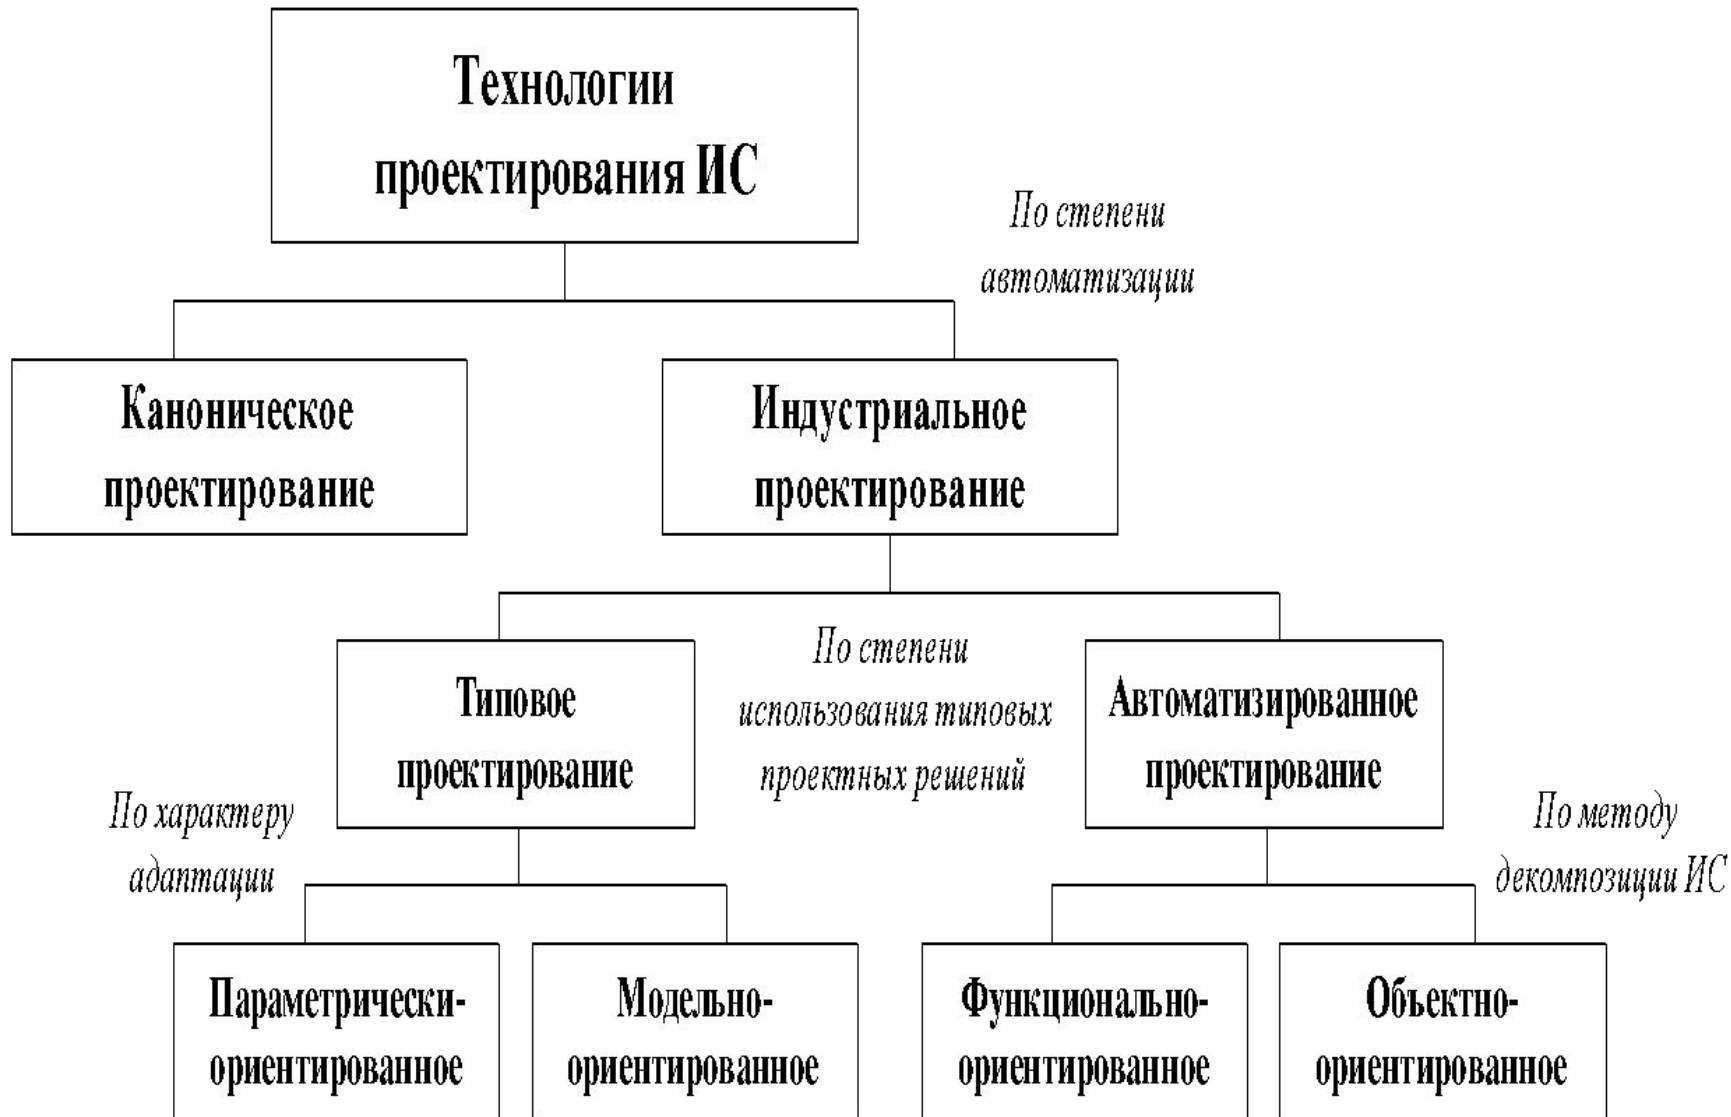 Технологии
проектирования ИС
По степени
автоматизации
Каноническое
проектирование
Индустриальное
проектирование
Типовое
проектирование
По степени
использования типовых
проектных решений
Автоматизированное
проектирование
По характеру
адаптации
По методу
декомпозиции ИС
Параметрически-
ориентированное
Модельно-
ориентированное
Функционально-
ориентированное
Объектно-
ориентированное